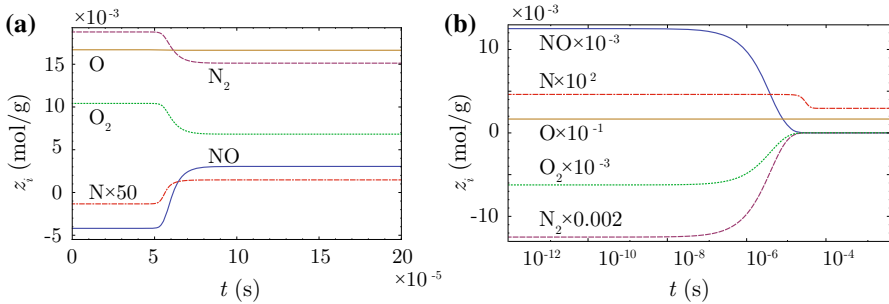 (a)
×10⁻³
z_i (mol/g)
15
10
5
0
-5
O
N₂
O₂
NO
N×50
0
5
10
15
20
×10⁻⁵
t (s)
(b)
×10⁻³
z_i (mol/g)
10
5
0
-10
NO×10⁻³
N×10²
O×10⁻¹
O₂×10⁻³
N₂×0.002
10⁻¹²
10⁻¹⁰
10⁻⁸
10⁻⁶
10⁻⁴
t (s)